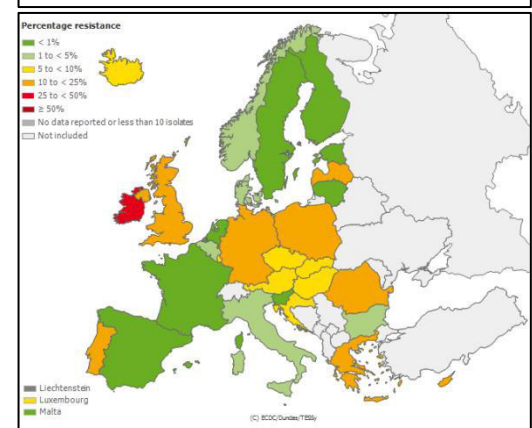 Percentage resistance
< 1%
1 to < 5%
5 to < 10%
10 to < 25%
25 to < 50%
≥ 50%
No data reported or less than 10 isolates
Not included
Liechtenstein
Luxembourg
Malta
(C) ECDC/Dundas/TESSy